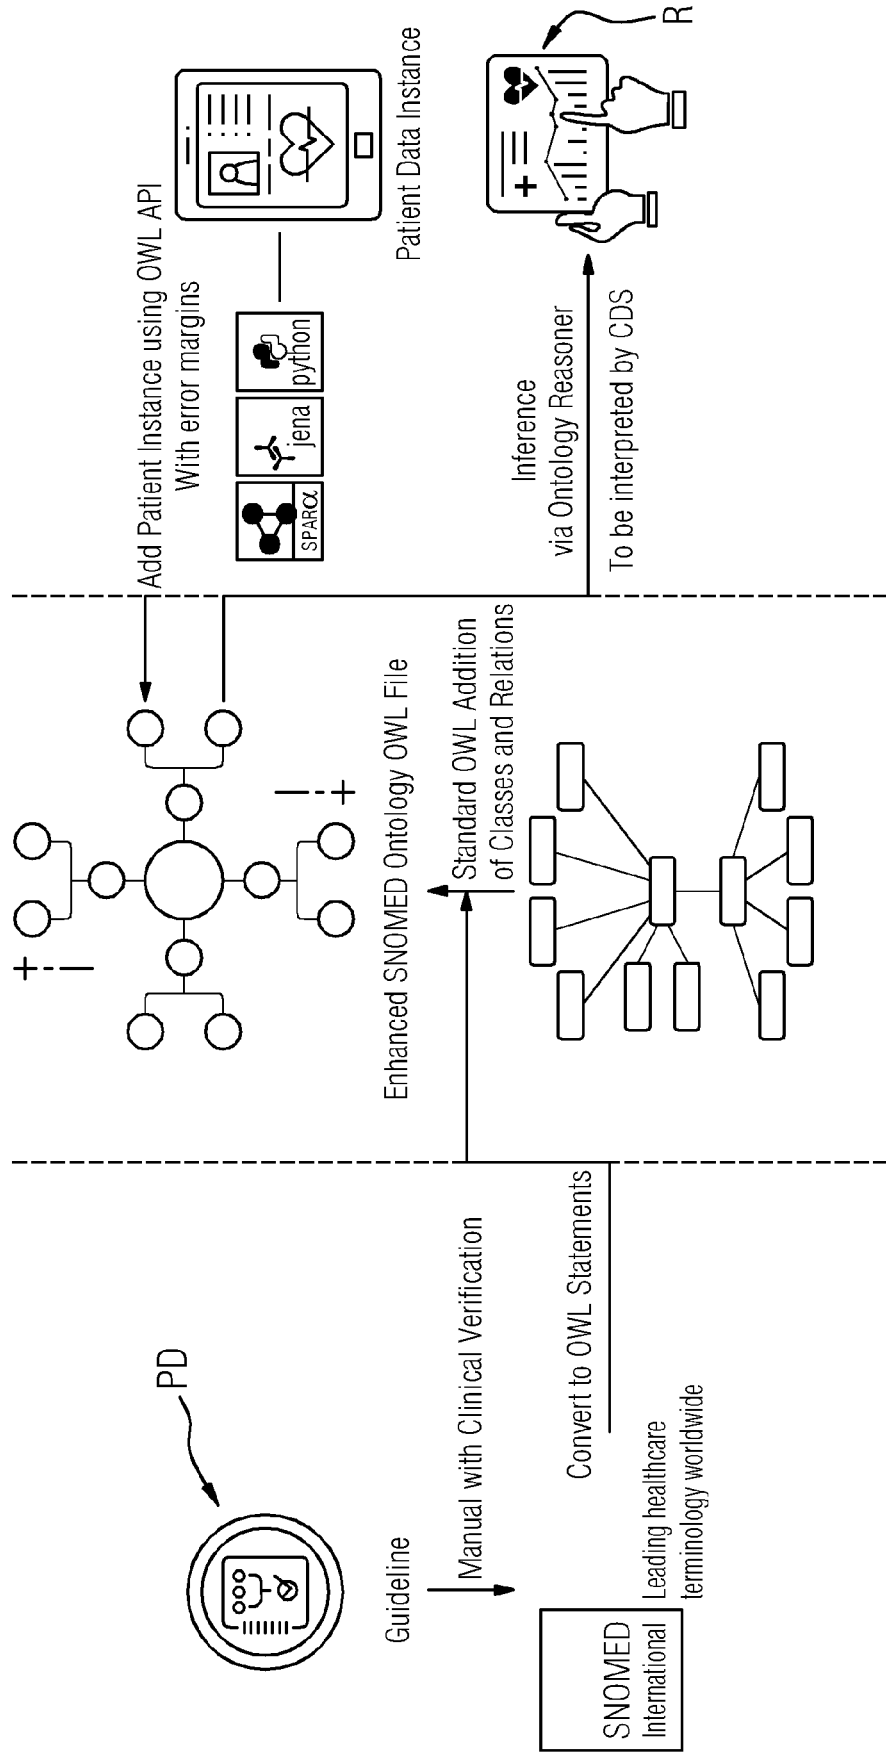 PD
Guideline
Manual with Clinical Verification
SNOMED
International
Leading healthcare
terminology worldwide
Convert to OWL Statements
Enhanced SNOMED Ontology OWL File
Standard OWL Addition
of Classes and Relations
Add Patient Instance using OWL API
With error margins
SPARα
jena
python
Patient Data Instance
Inference
via Ontology Reasoner
To be interpreted by CDS
R